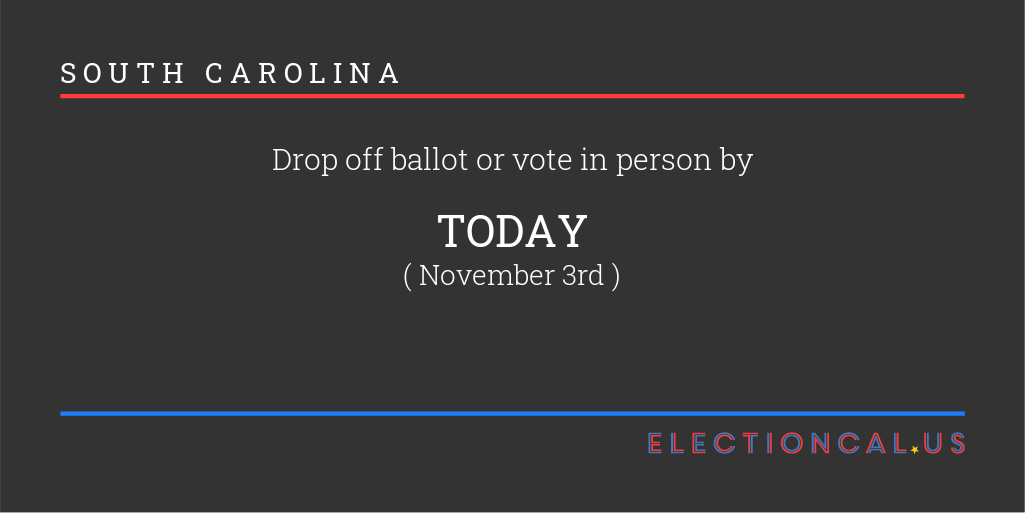 SOUTH CAROLINA
Drop off ballot or vote in person by
TODAY
( November 3rd )
ELECTIONCAL.US